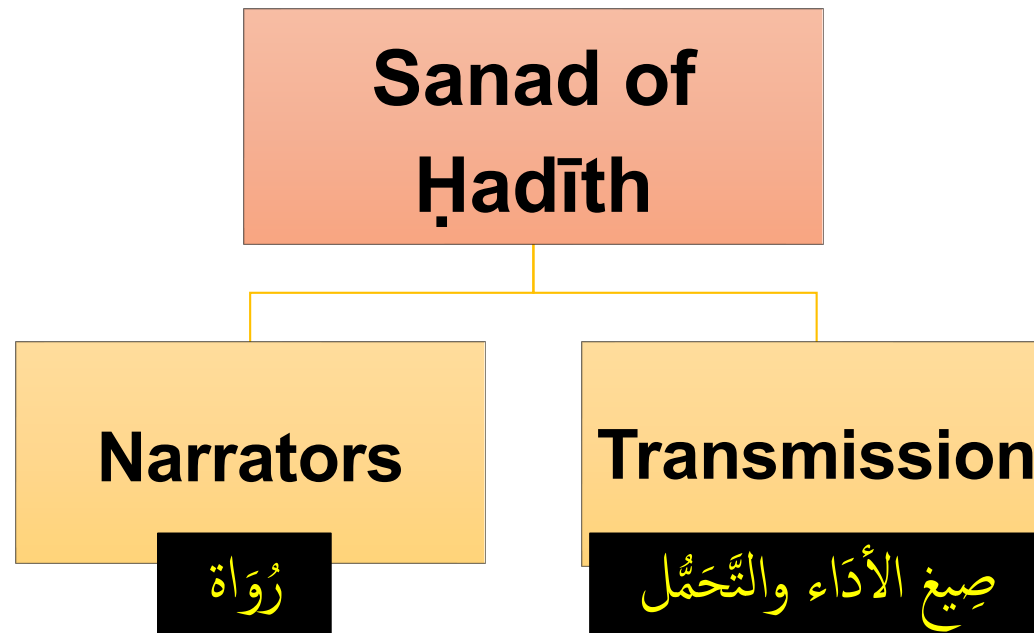 Sanad of
Ḥadīth
Narrators
رُوَاة
Transmission
صِيغ الأدَاء والتَّحَمُّل